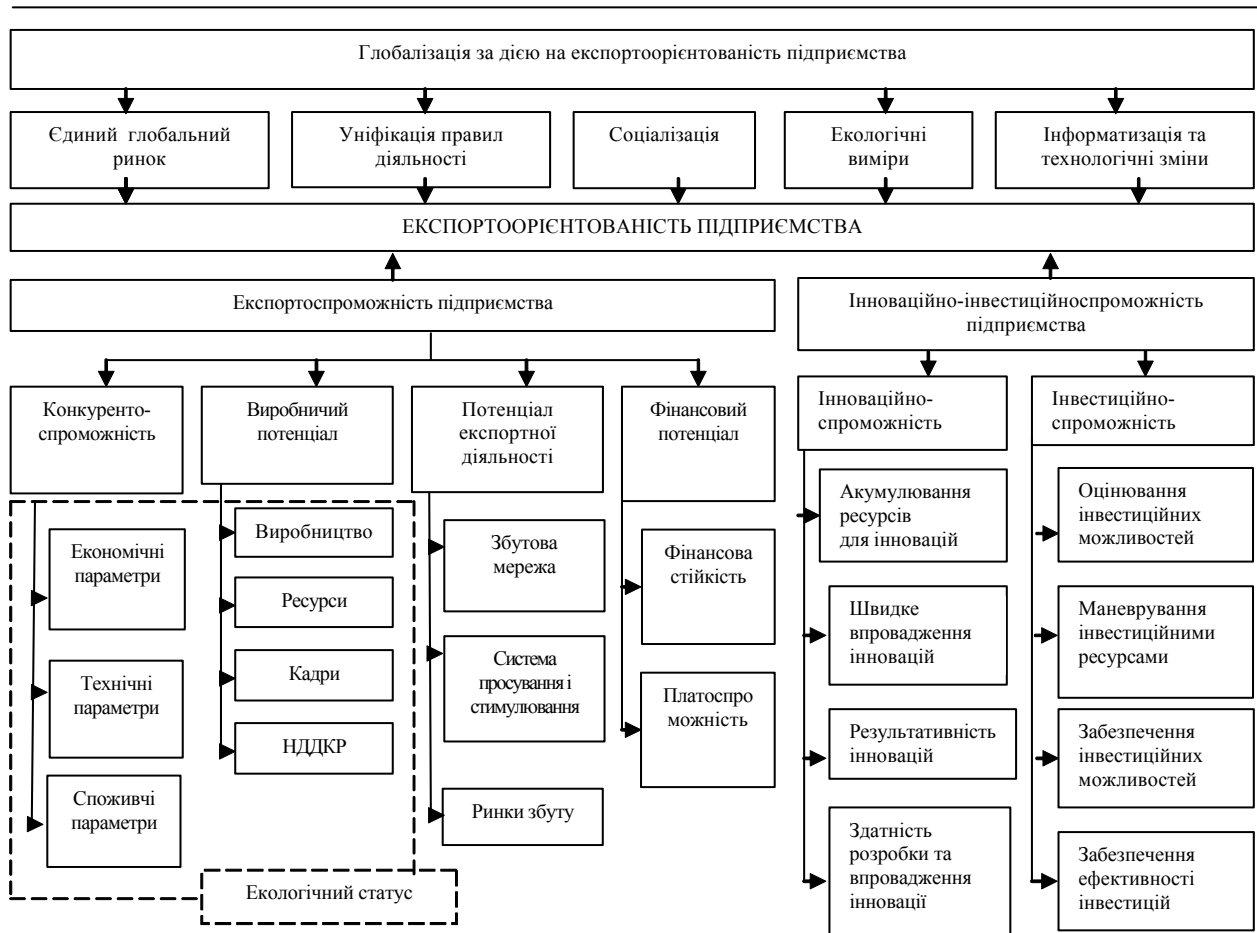 Глобалізація за дією на експортоорієнтованість підприємства
Єдиний глобальний
ринок
Уніфікація правил
діяльності
Соціалізація
Екологічні
виміри
Інформатизація та
технологічні зміни
ЕКСПОРТООРІЄНТОВАНІСТЬ ПІДПРИЄМСТВА
Експортоспроможність підприємства
Інноваційно-інвестиційноспроможність
підприємства
Конкуренто-
спроможність
Виробничий
потенціал
Потенціал
експортної
діяльності
Фінансовий
потенціал
Інноваційно-
спроможність
Інвестиційно-
спроможність
Економічні
параметри
Технічні
параметри
Споживчі
параметри
Виробництво
Ресурси
Кадри
НДДКР
Екологічний статус
Збутова
мережа
Система
просування і
стимулювання
Ринки збуту
Фінансова
стійкість
Платоспро
можність
Акумулювання
ресурсів
для інновацій
Швидке
впровадження
інновацій
Результативність
інновацій
Здатність
розробки та
впровадження
інновації
Оцінювання
інвестиційних
можливостей
Маневрування
інвестиційними
ресурсами
Забезпечення
інвестиційних
можливостей
Забезпечення
ефективності
інвестицій